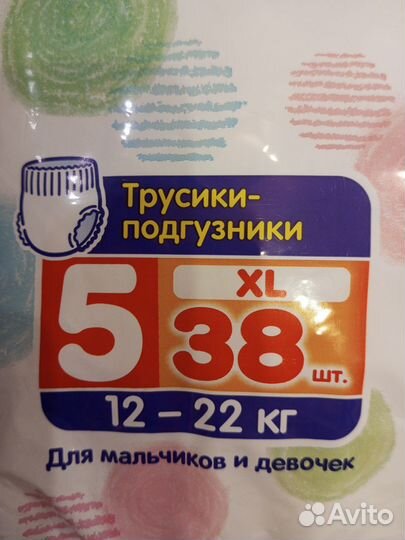 Трусики-
подгузники
5
XL
38 шт.
12 – 22 кг
Для мальчиков и девочек
Avito